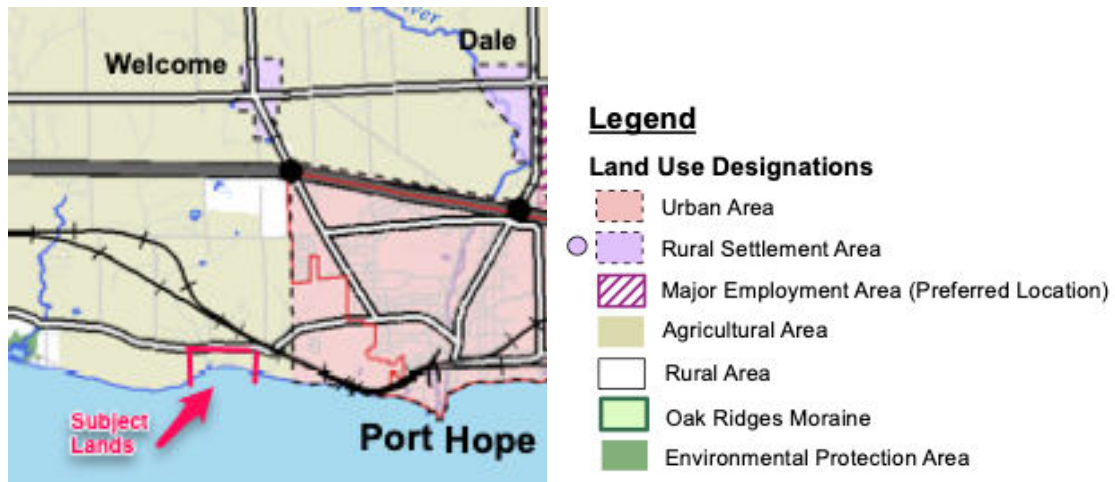 Dale
Welcome
Subject
Lands
Port Hope
Legend
Land Use Designations
Urban Area
Rural Settlement Area
Major Employment Area (Preferred Location)
Agricultural Area
Rural Area
Oak Ridges Moraine
Environmental Protection Area